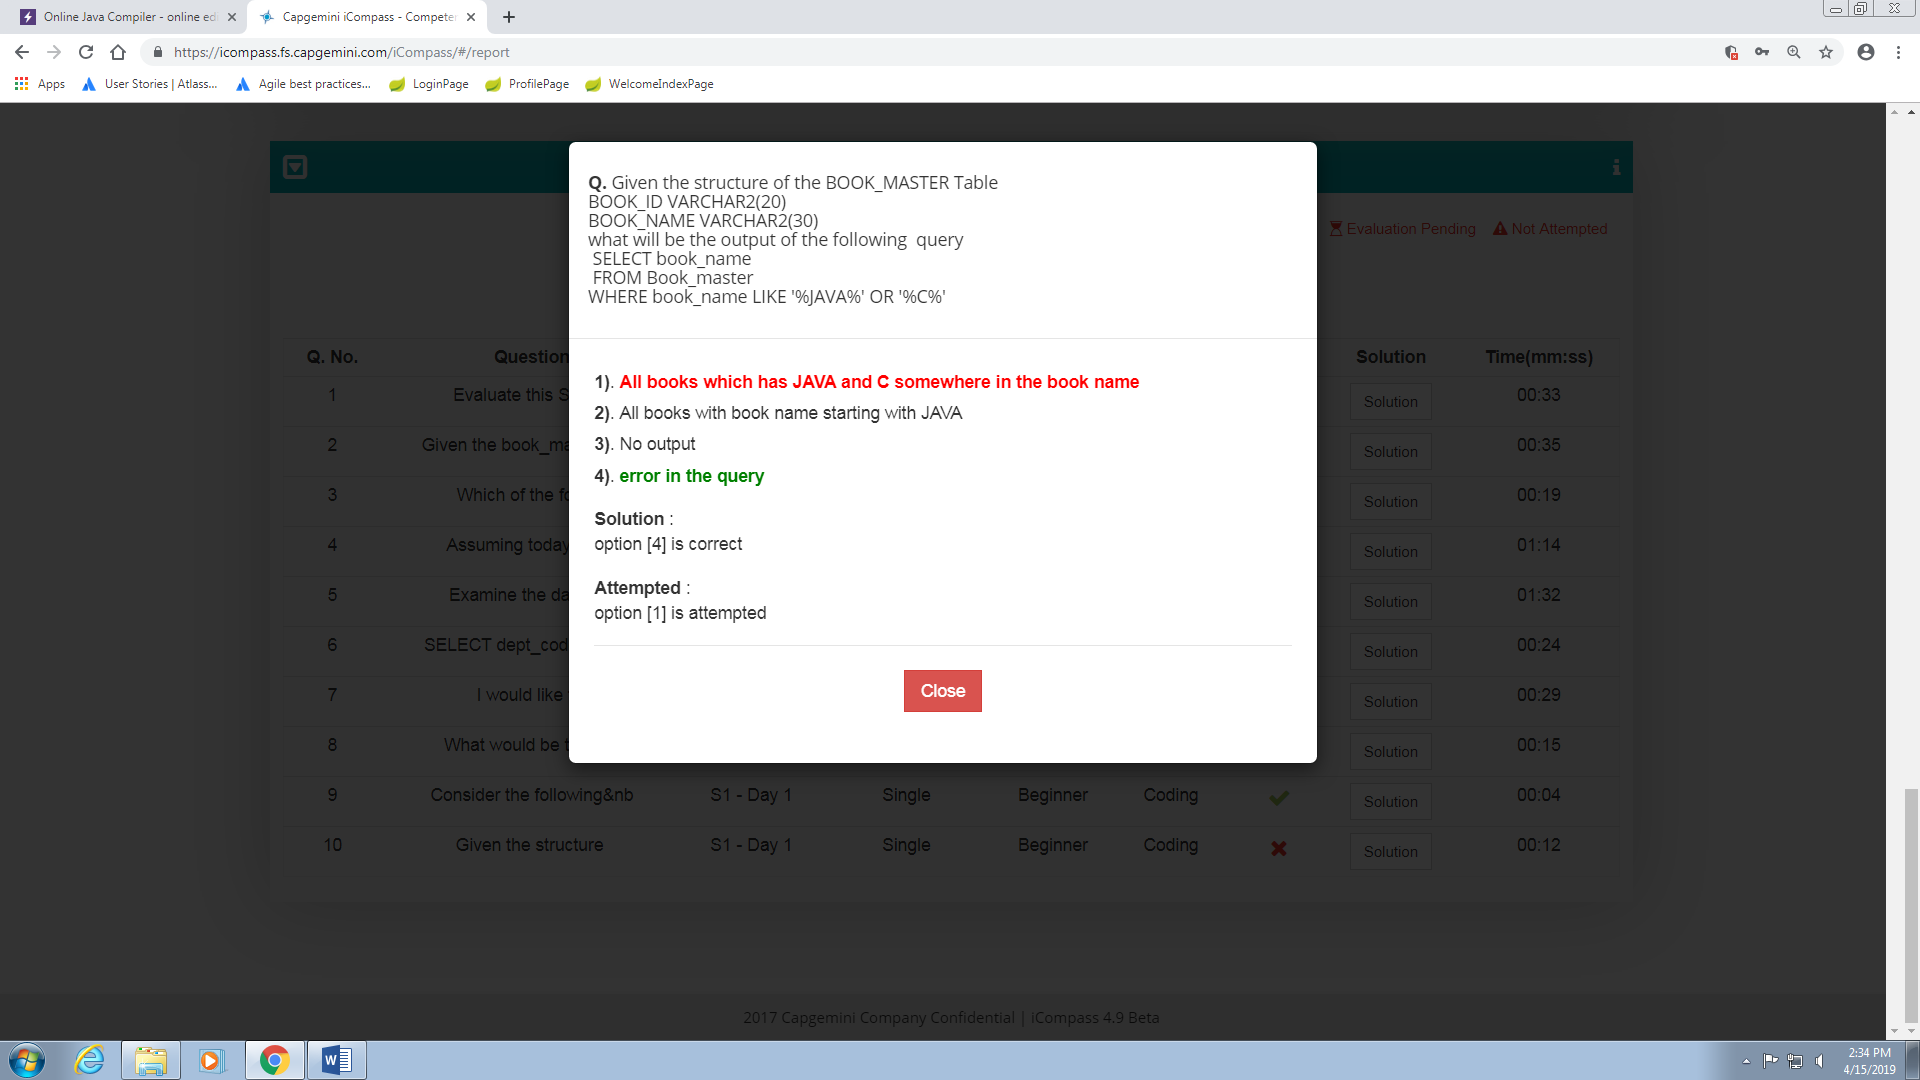 Online Java Compiler - online ed
Capgemini iCompass - Compete
https://icompass.fs.capgemini.com/iCompass/#/report
Apps
User Stories | Atlass...
Agile best practices...
LoginPage
ProfilePage
WelcomeIndexPage
Evaluation Pending
Not Attempted
Q. Given the structure of the BOOK_MASTER Table
BOOK_ID VARCHAR2(20)
BOOK_NAME VARCHAR2(30)
what will be the output of the following query
SELECT book_name
FROM Book_master
WHERE book_name LIKE '%JAVA%' OR '%C%'
1). All books which has JAVA and C somewhere in the book name
2). All books with book name starting with JAVA
3). No output
4). error in the query
Solution :
option [4] is correct
Attempted :
option [1] is attempted
Close
Q. No. Question Solution Time(mm:ss)
1 Evaluate this S Solution 00:33
2 Given the book_ma Solution 00:35
3 Which of the fo Solution 00:19
4 Assuming today Solution 01:14
5 Examine the da Solution 01:32
6 SELECT dept_cod Solution 00:24
7 I would like Solution 00:29
8 What would be t Solution 00:15
9 Consider the following&nb S1 - Day 1 Single Beginner Coding Solution 00:04
10 Given the structure S1 - Day 1 Single Beginner Coding Solution 00:12
2017 Capgemini Company Confidential | iCompass 4.9 Beta
2:34 PM
4/15/2019